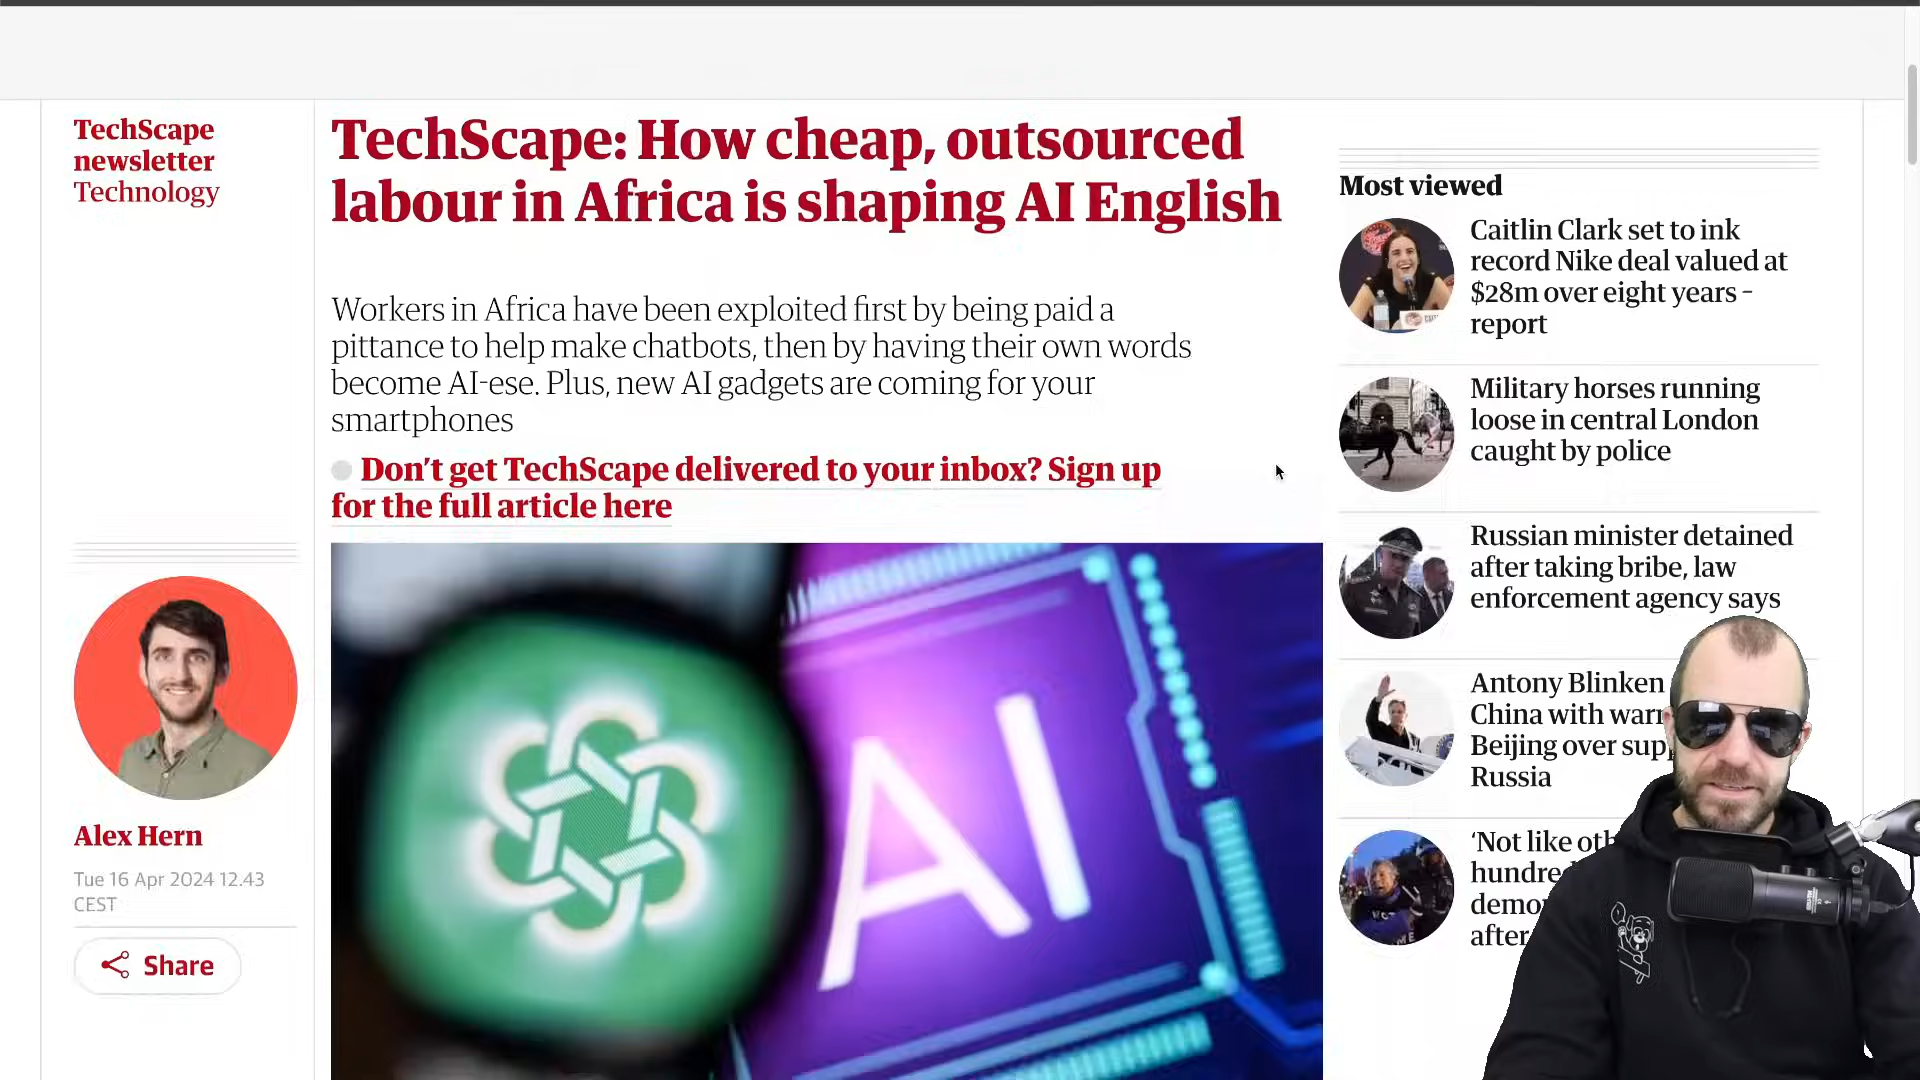 TechScape
newsletter
Technology
TechScape: How cheap, outsourced
labour in Africa is shaping AI English
Workers in Africa have been exploited first by being paid a
pittance to help make chatbots, then by having their own words
become AI-ese. Plus, new AI gadgets are coming for your
smartphones
Don’t get TechScape delivered to your inbox? Sign up
for the full article here
Alex Hern
Tue 16 Apr 2024 12.43
CEST
Share
AI
Most viewed
Caitlin Clark set to ink
record Nike deal valued at
$28m over eight years –
report
Military horses running
loose in central London
caught by police
Russian minister detained
after taking bribe, law
enforcement agency says
Antony Blinken
China with
Beijing over
Russia
‘Not like
after